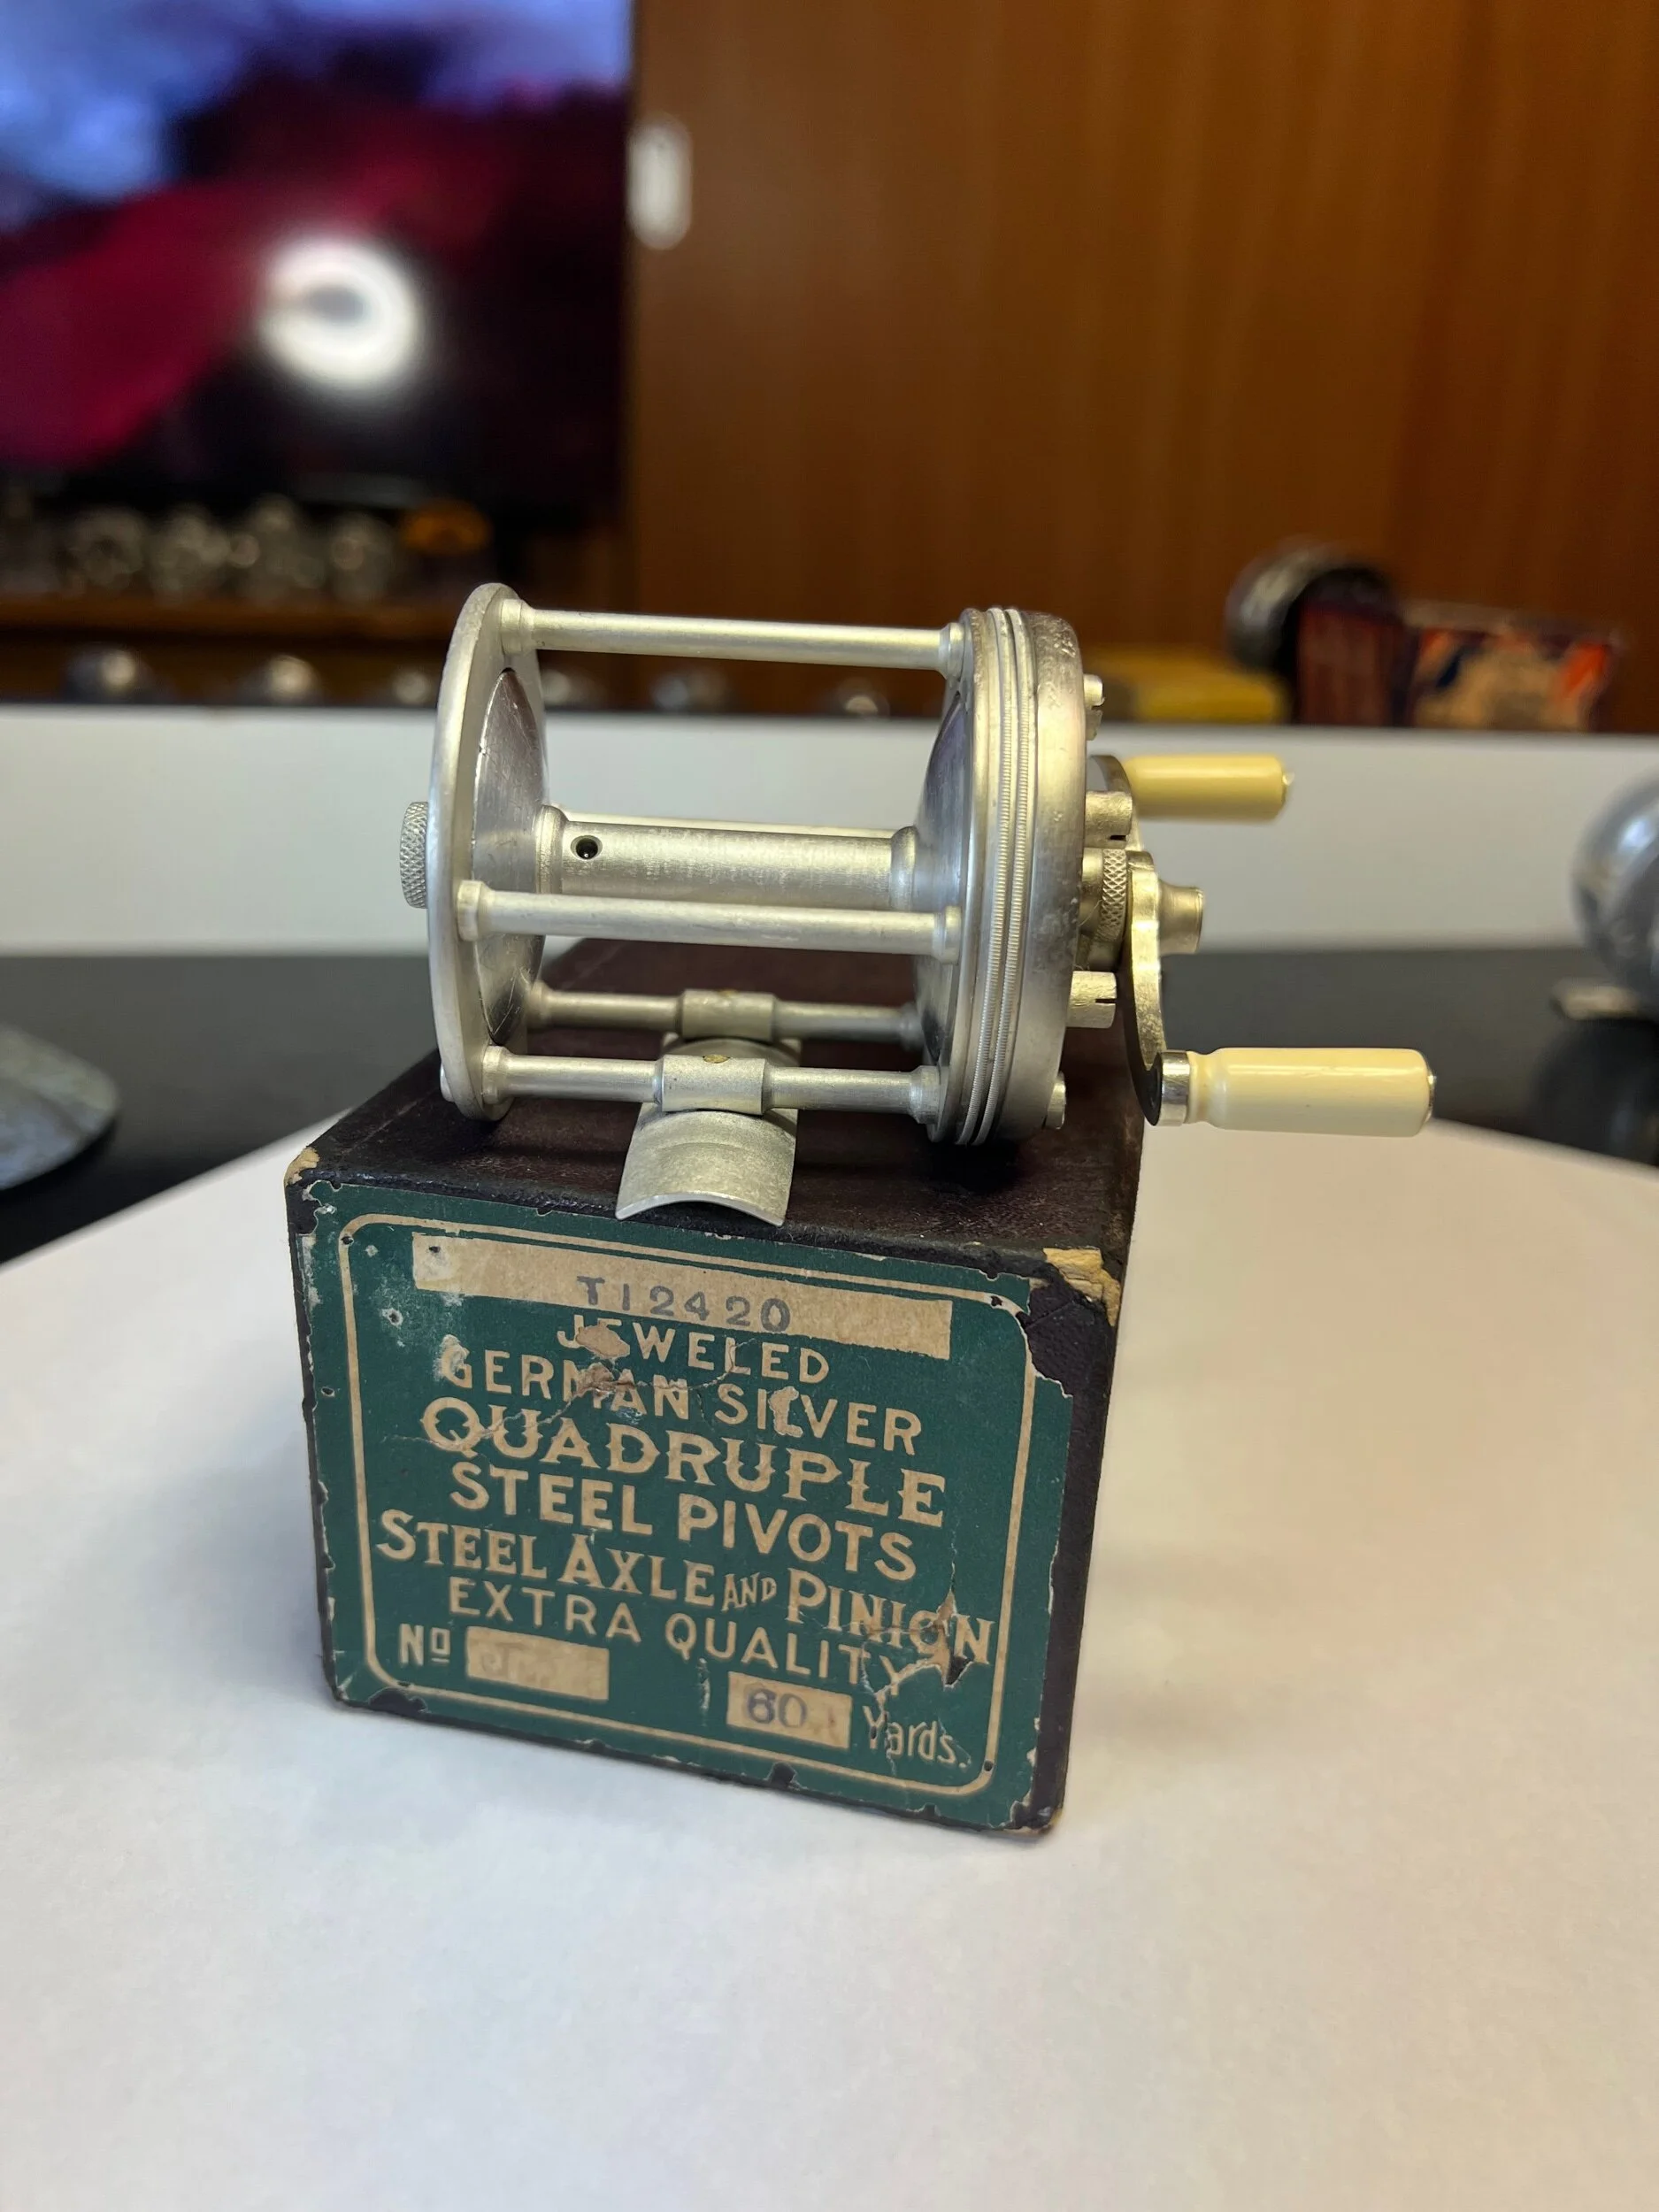 T12420
JEWELED
GERMAN SILVER
QUADRUPLE
STEEL PIVOTS
STEEL AXLE AND PINION
EXTRA QUALITY
No 60 Yards.